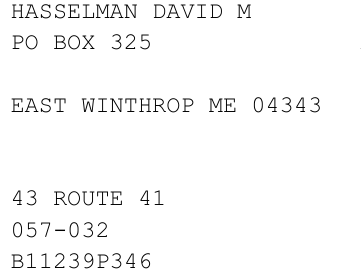 HASSELMAN DAVID M
PO BOX 325
EAST WINTHROP ME 04343
43 ROUTE 41
057-032
B11239P346